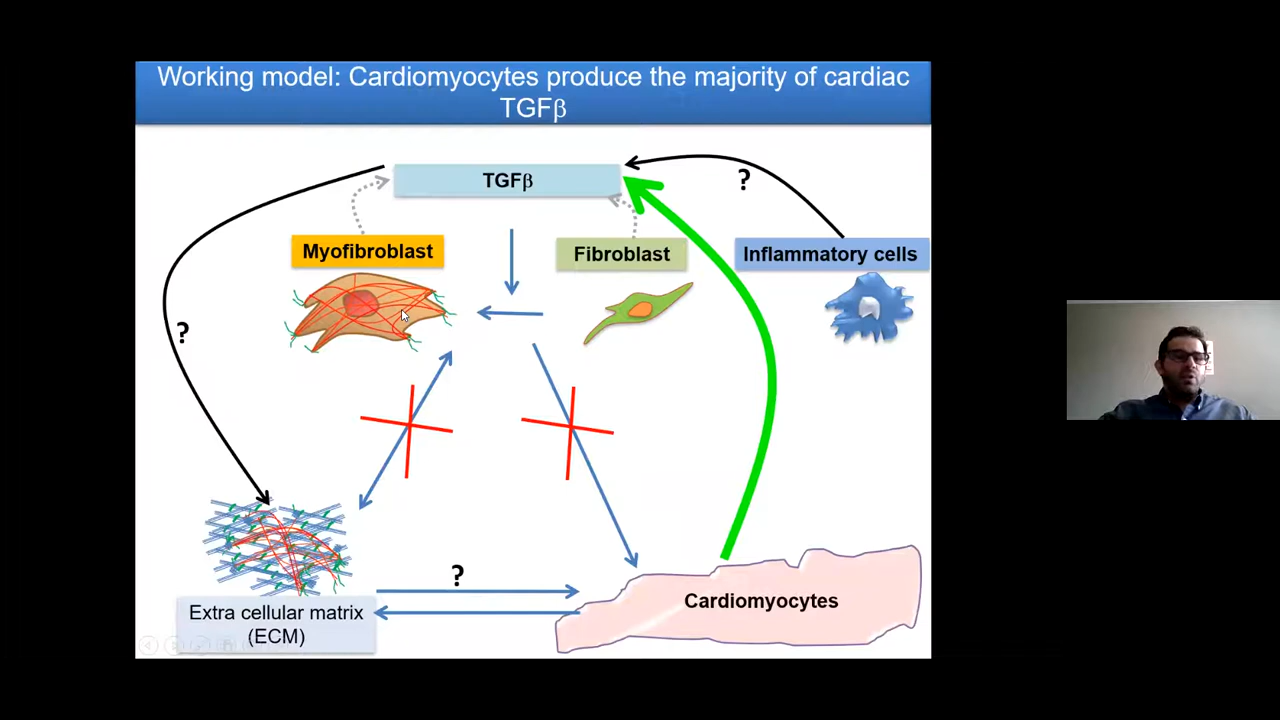 Working model: Cardiomyocytes produce the majority of cardiac
TGFβ
TGFβ
?
Myofibroblast
Fibroblast
Inflammatory cells
?
?
Extra cellular matrix
(ECM)
Cardiomyocytes